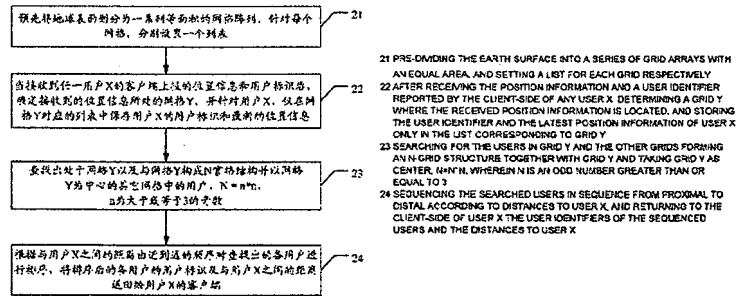 预先将地球表面划分为一系列等面积的网格阵列，针对每个
网格，分别设置一个列表
21
当接收到任一用户X的客户端上报的位置信息和用户标识后，
确定接收到的位置信息所处的网格Y，并针对用户X，仅在网
格Y对应的列表中保存用户X的用户标识和最新的位置信息
22
查找出处于网格Y以及与网格Y构成N宫格结构并以网格
Y为中心的其它网格中的用户，N = n*n，
n为大于或等于3的奇数
23
根据与用户X之间的距离由近到远的顺序对查找出的各用户进
行排序，将排序后的各用户的用户标识及与用户X之间的距离
返回给用户X的客户端
24
21 PRE-DIVIDING THE EARTH SURFACE INTO A SERIES OF GRID ARRAYS WITH
AN EQUAL AREA, AND SETTING A LIST FOR EACH GRID RESPECTIVELY
22 AFTER RECEIVING THE POSITION INFORMATION AND A USER IDENTIFIER
REPORTED BY THE CLIENT-SIDE OF ANY USER X, DETERMINING A GRID Y
WHERE THE RECEIVED POSITION INFORMATION IS LOCATED, AND STORING
THE USER IDENTIFIER AND THE LATEST POSITION INFORMATION OF USER X
ONLY IN THE LIST CORRESPONDING TO GRID Y
23 SEARCHING FOR THE USERS IN GRID Y AND THE OTHER GRIDS FORMING
AN N-GRID STRUCTURE TOGETHER WITH GRID Y AND TAKING GRID Y AS
CENTER, N=N*N, WHEREIN N IS AN ODD NUMBER GREATER THAN OR
EQUAL TO 3
24 SEQUENCING THE SEARCHED USERS IN SEQUENCE FROM PROXIMAL TO
DISTAL ACCORDING TO DISTANCES TO USER X, AND RETURNING TO THE
CLIENT-SIDE OF USER X THE USER IDENTIFIERS OF THE SEQUENCED
USERS AND THE DISTANCES TO USER X